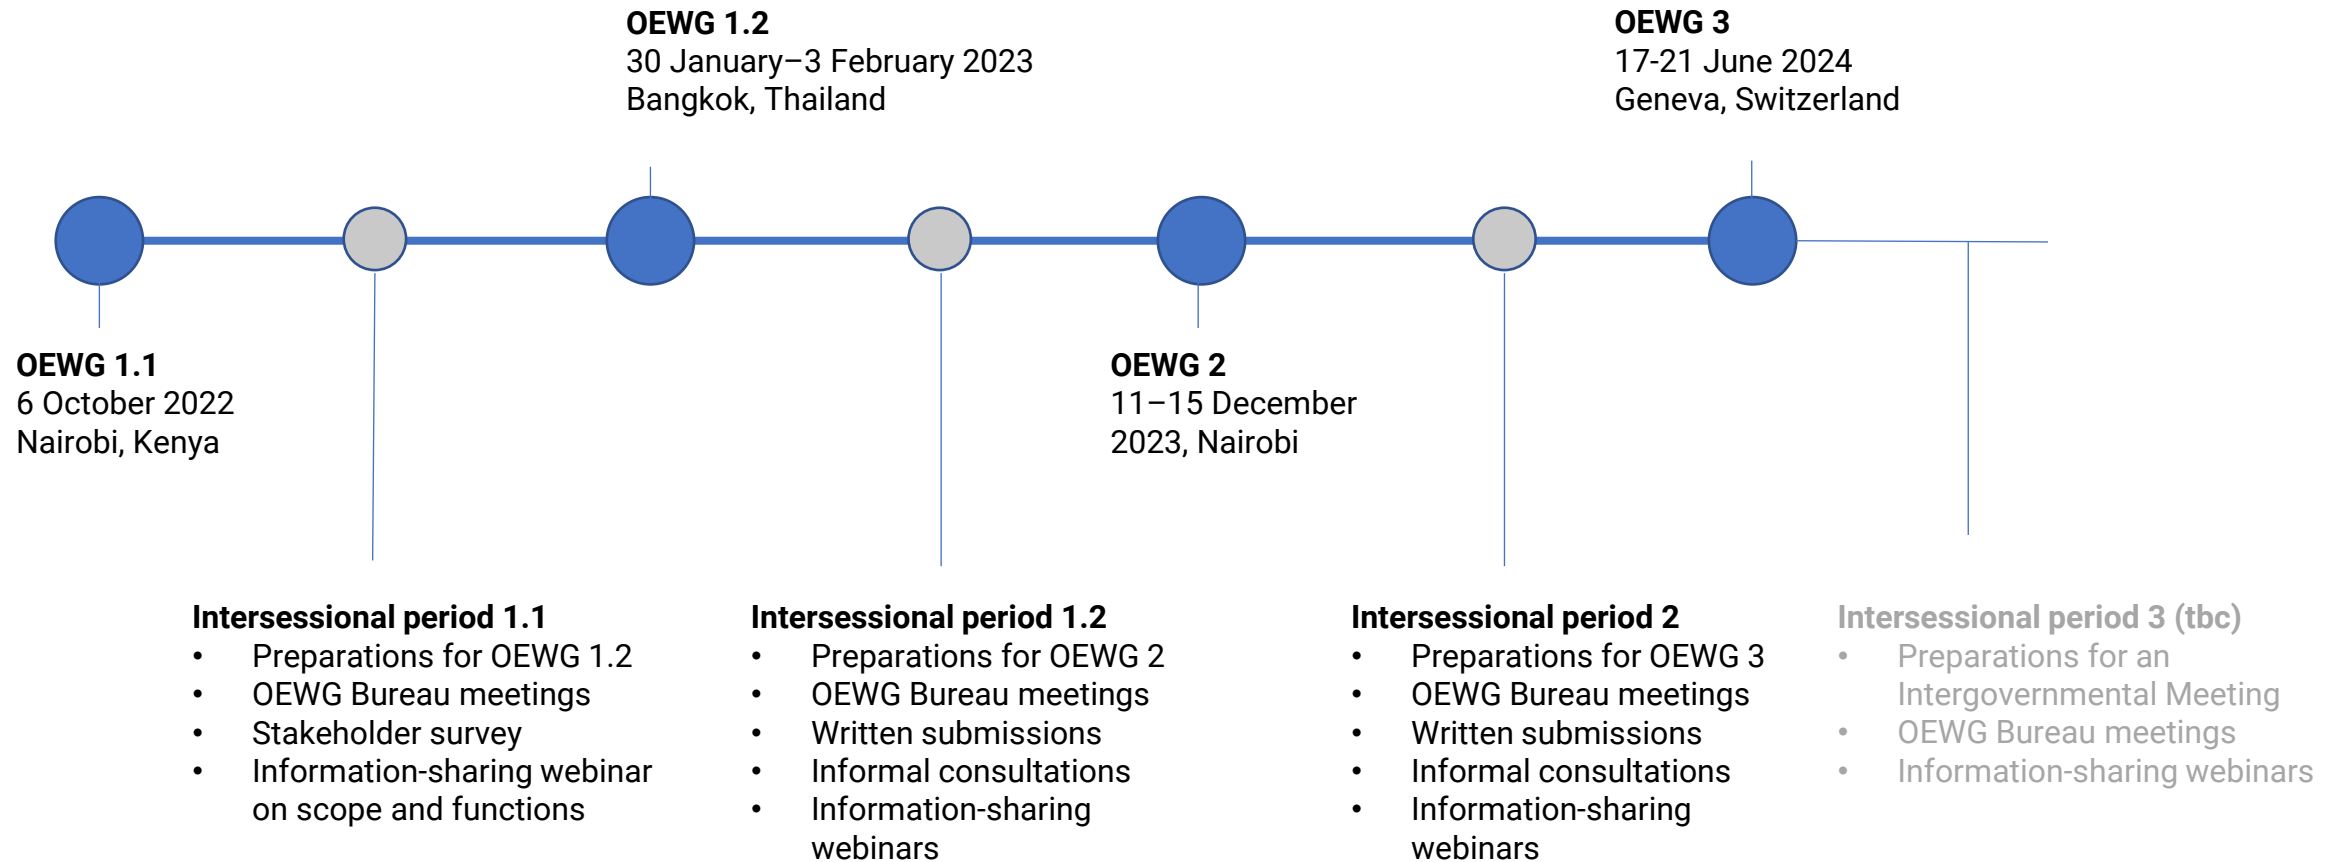 OEWG 1.2
30 January–3 February 2023
Bangkok, Thailand
OEWG 3
17-21 June 2024
Geneva, Switzerland
OEWG 1.1
6 October 2022
Nairobi, Kenya
OEWG 2
11–15 December
2023, Nairobi
Intersessional period 1.1
• Preparations for OEWG 1.2
• OEWG Bureau meetings
• Stakeholder survey
• Information-sharing webinar
on scope and functions
Intersessional period 1.2
• Preparations for OEWG 2
• OEWG Bureau meetings
• Written submissions
• Informal consultations
• Information-sharing
webinars
Intersessional period 2
• Preparations for OEWG 3
• OEWG Bureau meetings
• Written submissions
• Informal consultations
• Information-sharing
webinars
Intersessional period 3 (tbc)
• Preparations for an
Intergovernmental Meeting
• OEWG Bureau meetings
• Information-sharing webinars